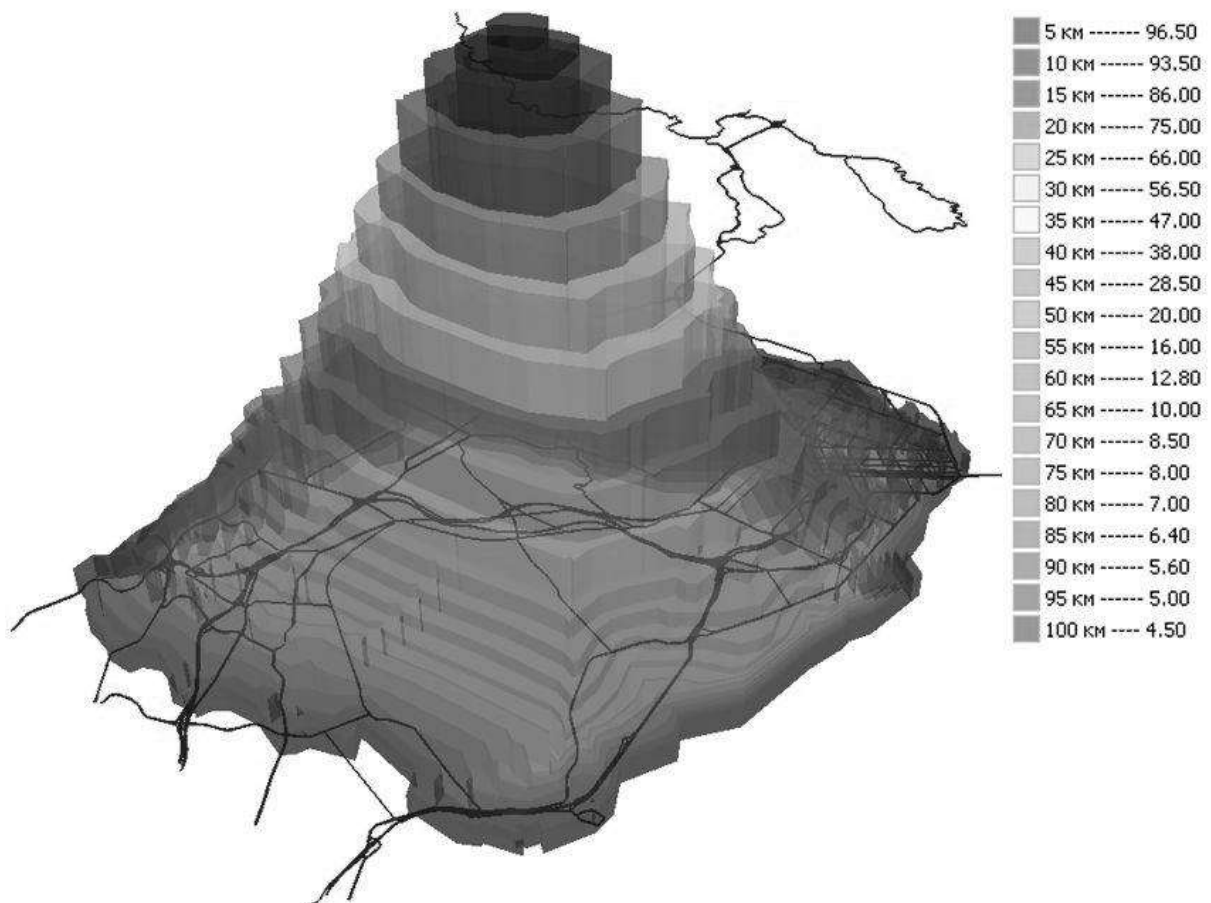 5 км ------- 96.50
10 км ------ 93.50
15 км ------ 86.00
20 км ------ 75.00
25 км ------ 66.00
30 км ------ 56.50
35 км ------ 47.00
40 км ------ 38.00
45 км ------ 28.50
50 км ------ 20.00
55 км ------ 16.00
60 км ------ 12.80
65 км ------ 10.00
70 км ------ 8.50
75 км ------ 8.00
80 км ------ 7.00
85 км ------ 6.40
90 км ------ 5.60
95 км ------ 5.00
100 км ---- 4.50